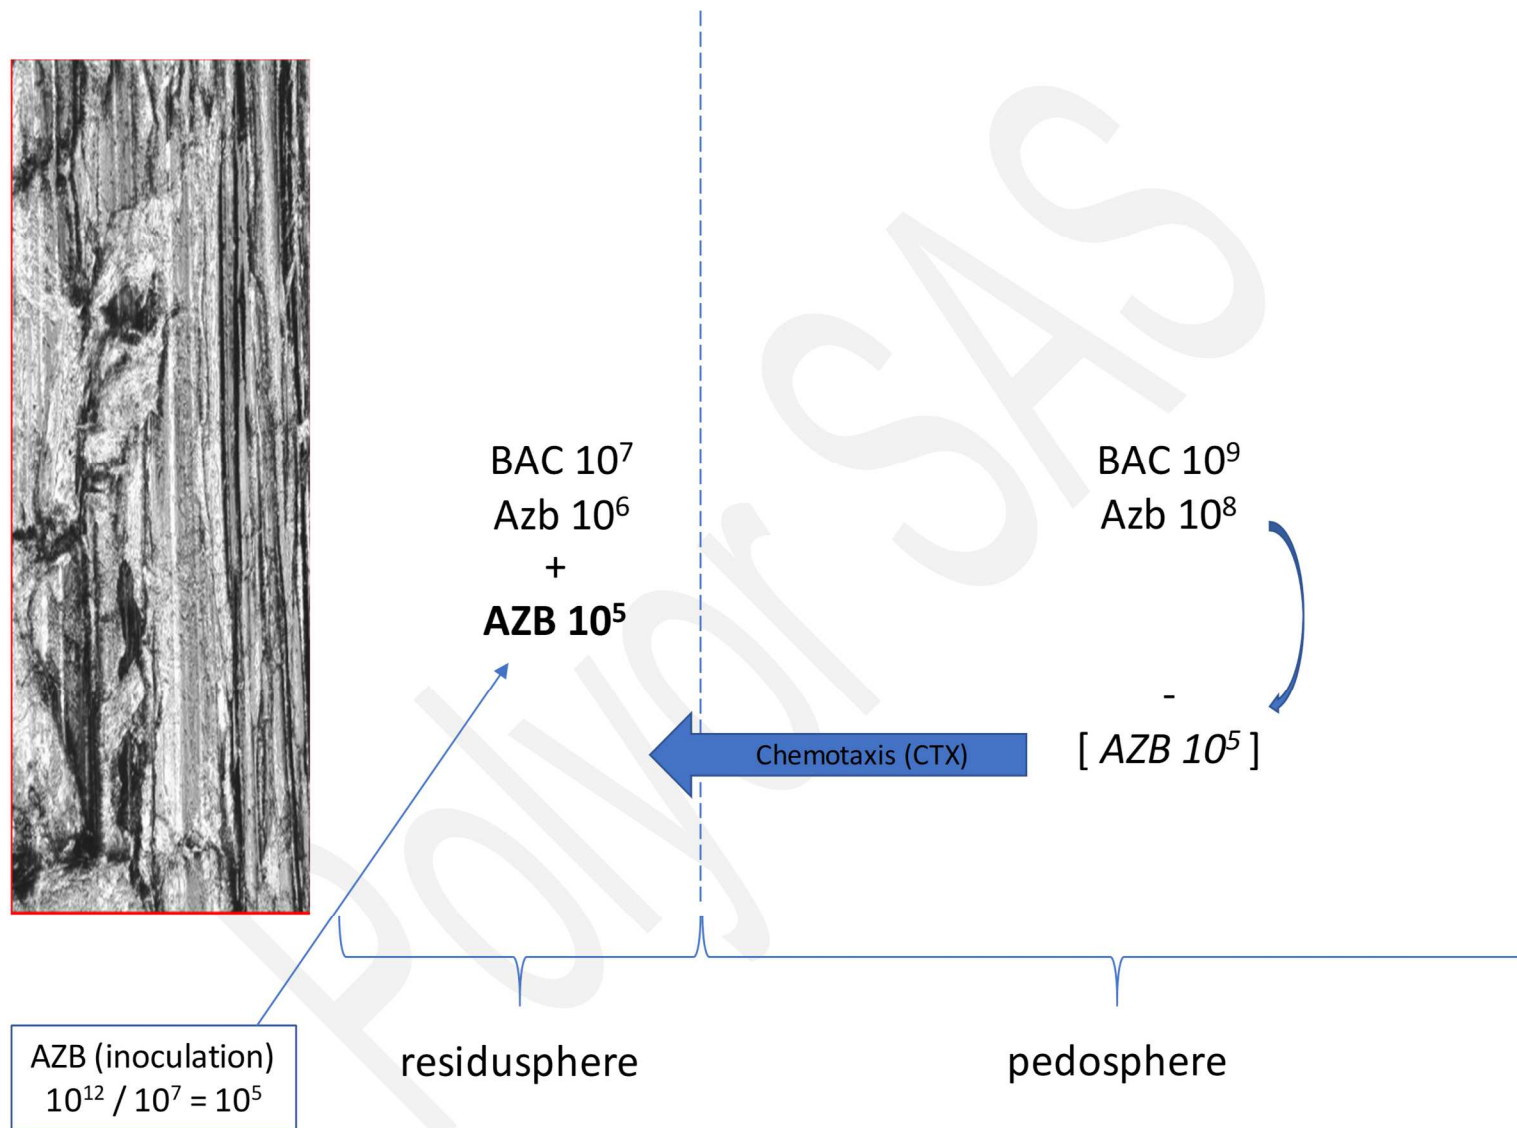 BAC 10⁷
Azb 10⁶
+
AZB 10⁵
BAC 10⁹
Azb 10⁸
-
[ AZB 10⁵ ]
Chemotaxis (CTX)
AZB (inoculation)
10¹² / 10⁷ = 10⁵
residusphere
pedosphere
Polyor SAS